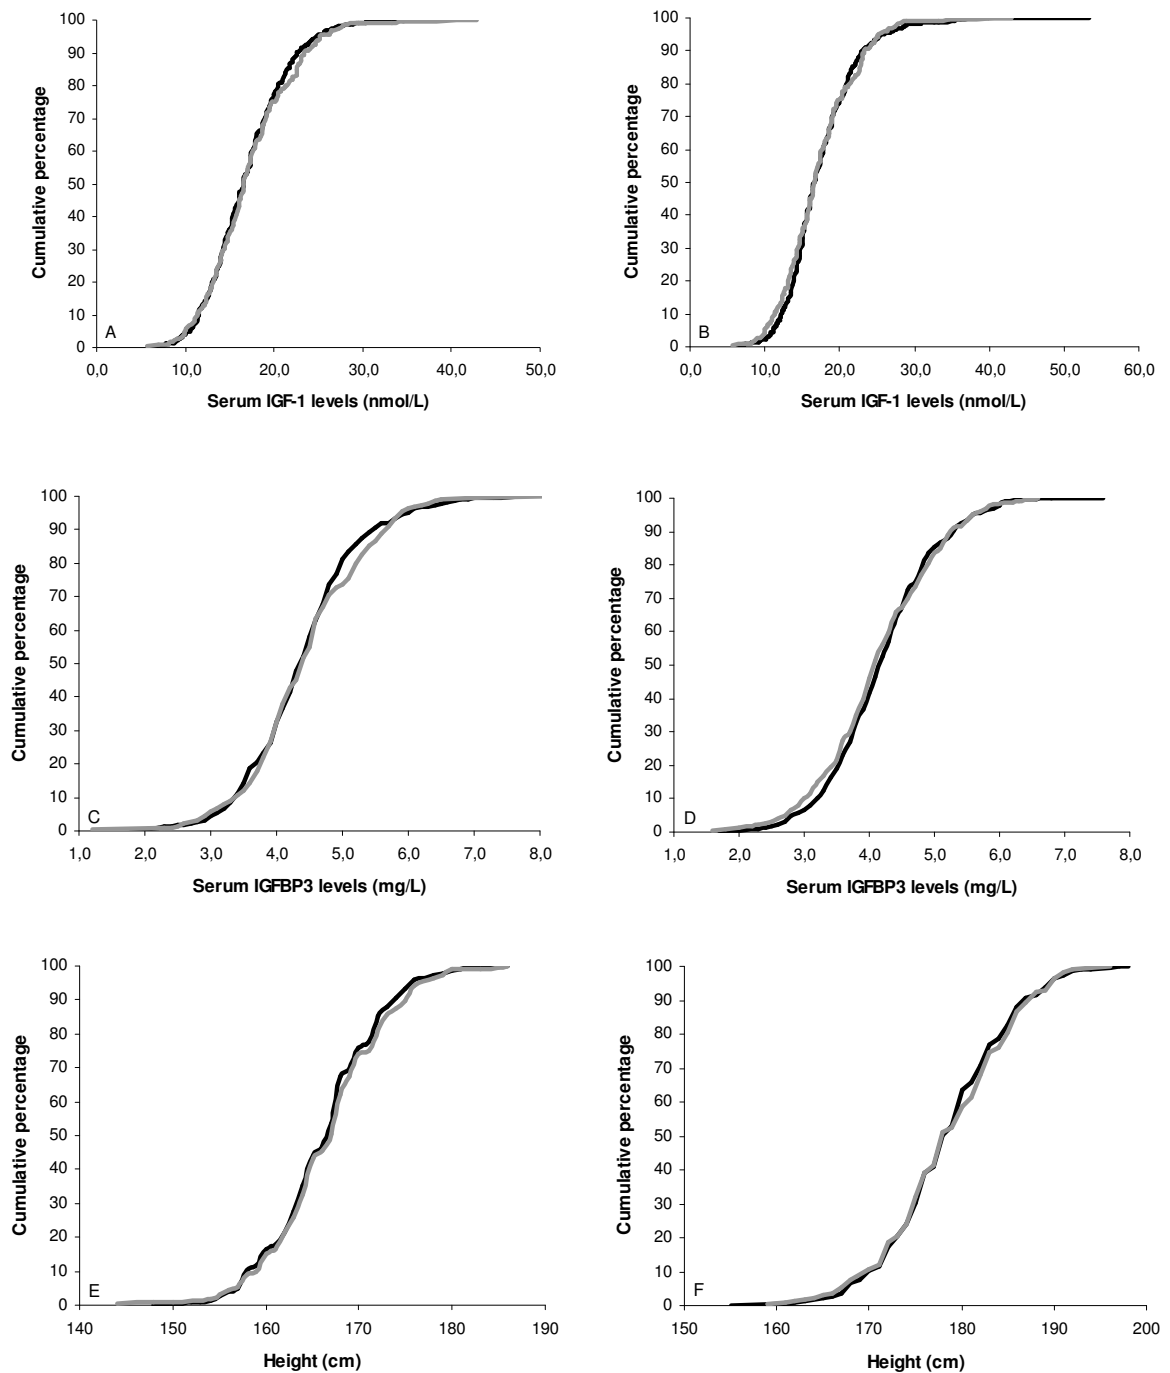 100
90
80
70
60
50
40
30
20
10
0
Cumulative percentage
A
0,0 10,0 20,0 30,0 40,0 50,0
Serum IGF-1 levels (nmol/L)
100
90
80
70
60
50
40
30
20
10
0
Cumulative percentage
B
0,0 10,0 20,0 30,0 40,0 50,0 60,0
Serum IGF-1 levels (nmol/L)
100
90
80
70
60
50
40
30
20
10
0
Cumulative percentage
C
1,0 2,0 3,0 4,0 5,0 6,0 7,0 8,0
Serum IGFBP3 levels (mg/L)
100
90
80
70
60
50
40
30
20
10
0
Cumulative percentage
D
1,0 2,0 3,0 4,0 5,0 6,0 7,0 8,0
Serum IGFBP3 levels (mg/L)
100
90
80
70
60
50
40
30
20
10
0
Cumulative percentage
E
140 150 160 170 180 190
Height (cm)
100
90
80
70
60
50
40
30
20
10
0
Cumulative percentage
F
150 160 170 180 190 200
Height (cm)